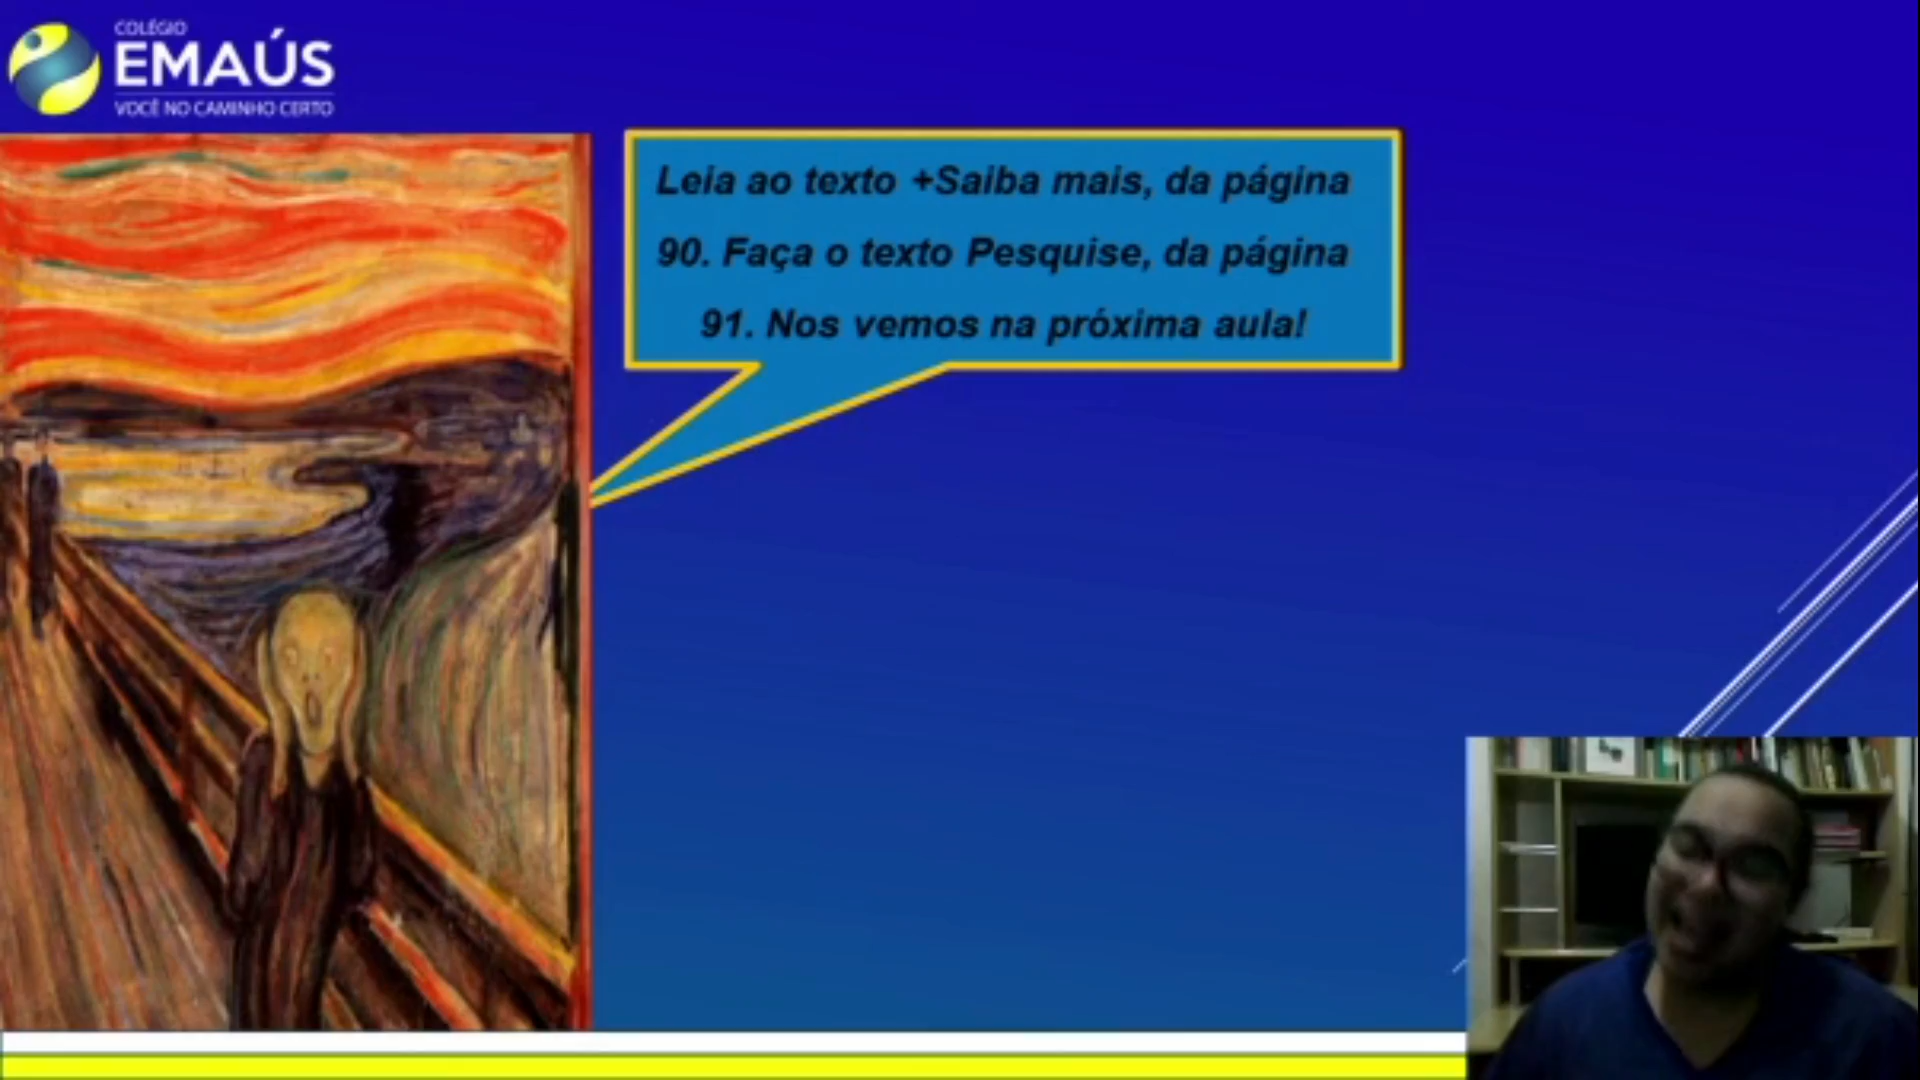 COLÉGIO
EMAÚS
VOCÊ NO CAMINHO CERTO
Leia ao texto +Saiba mais, da página
90. Faça o texto Pesquise, da página
91. Nos vemos na próxima aula!